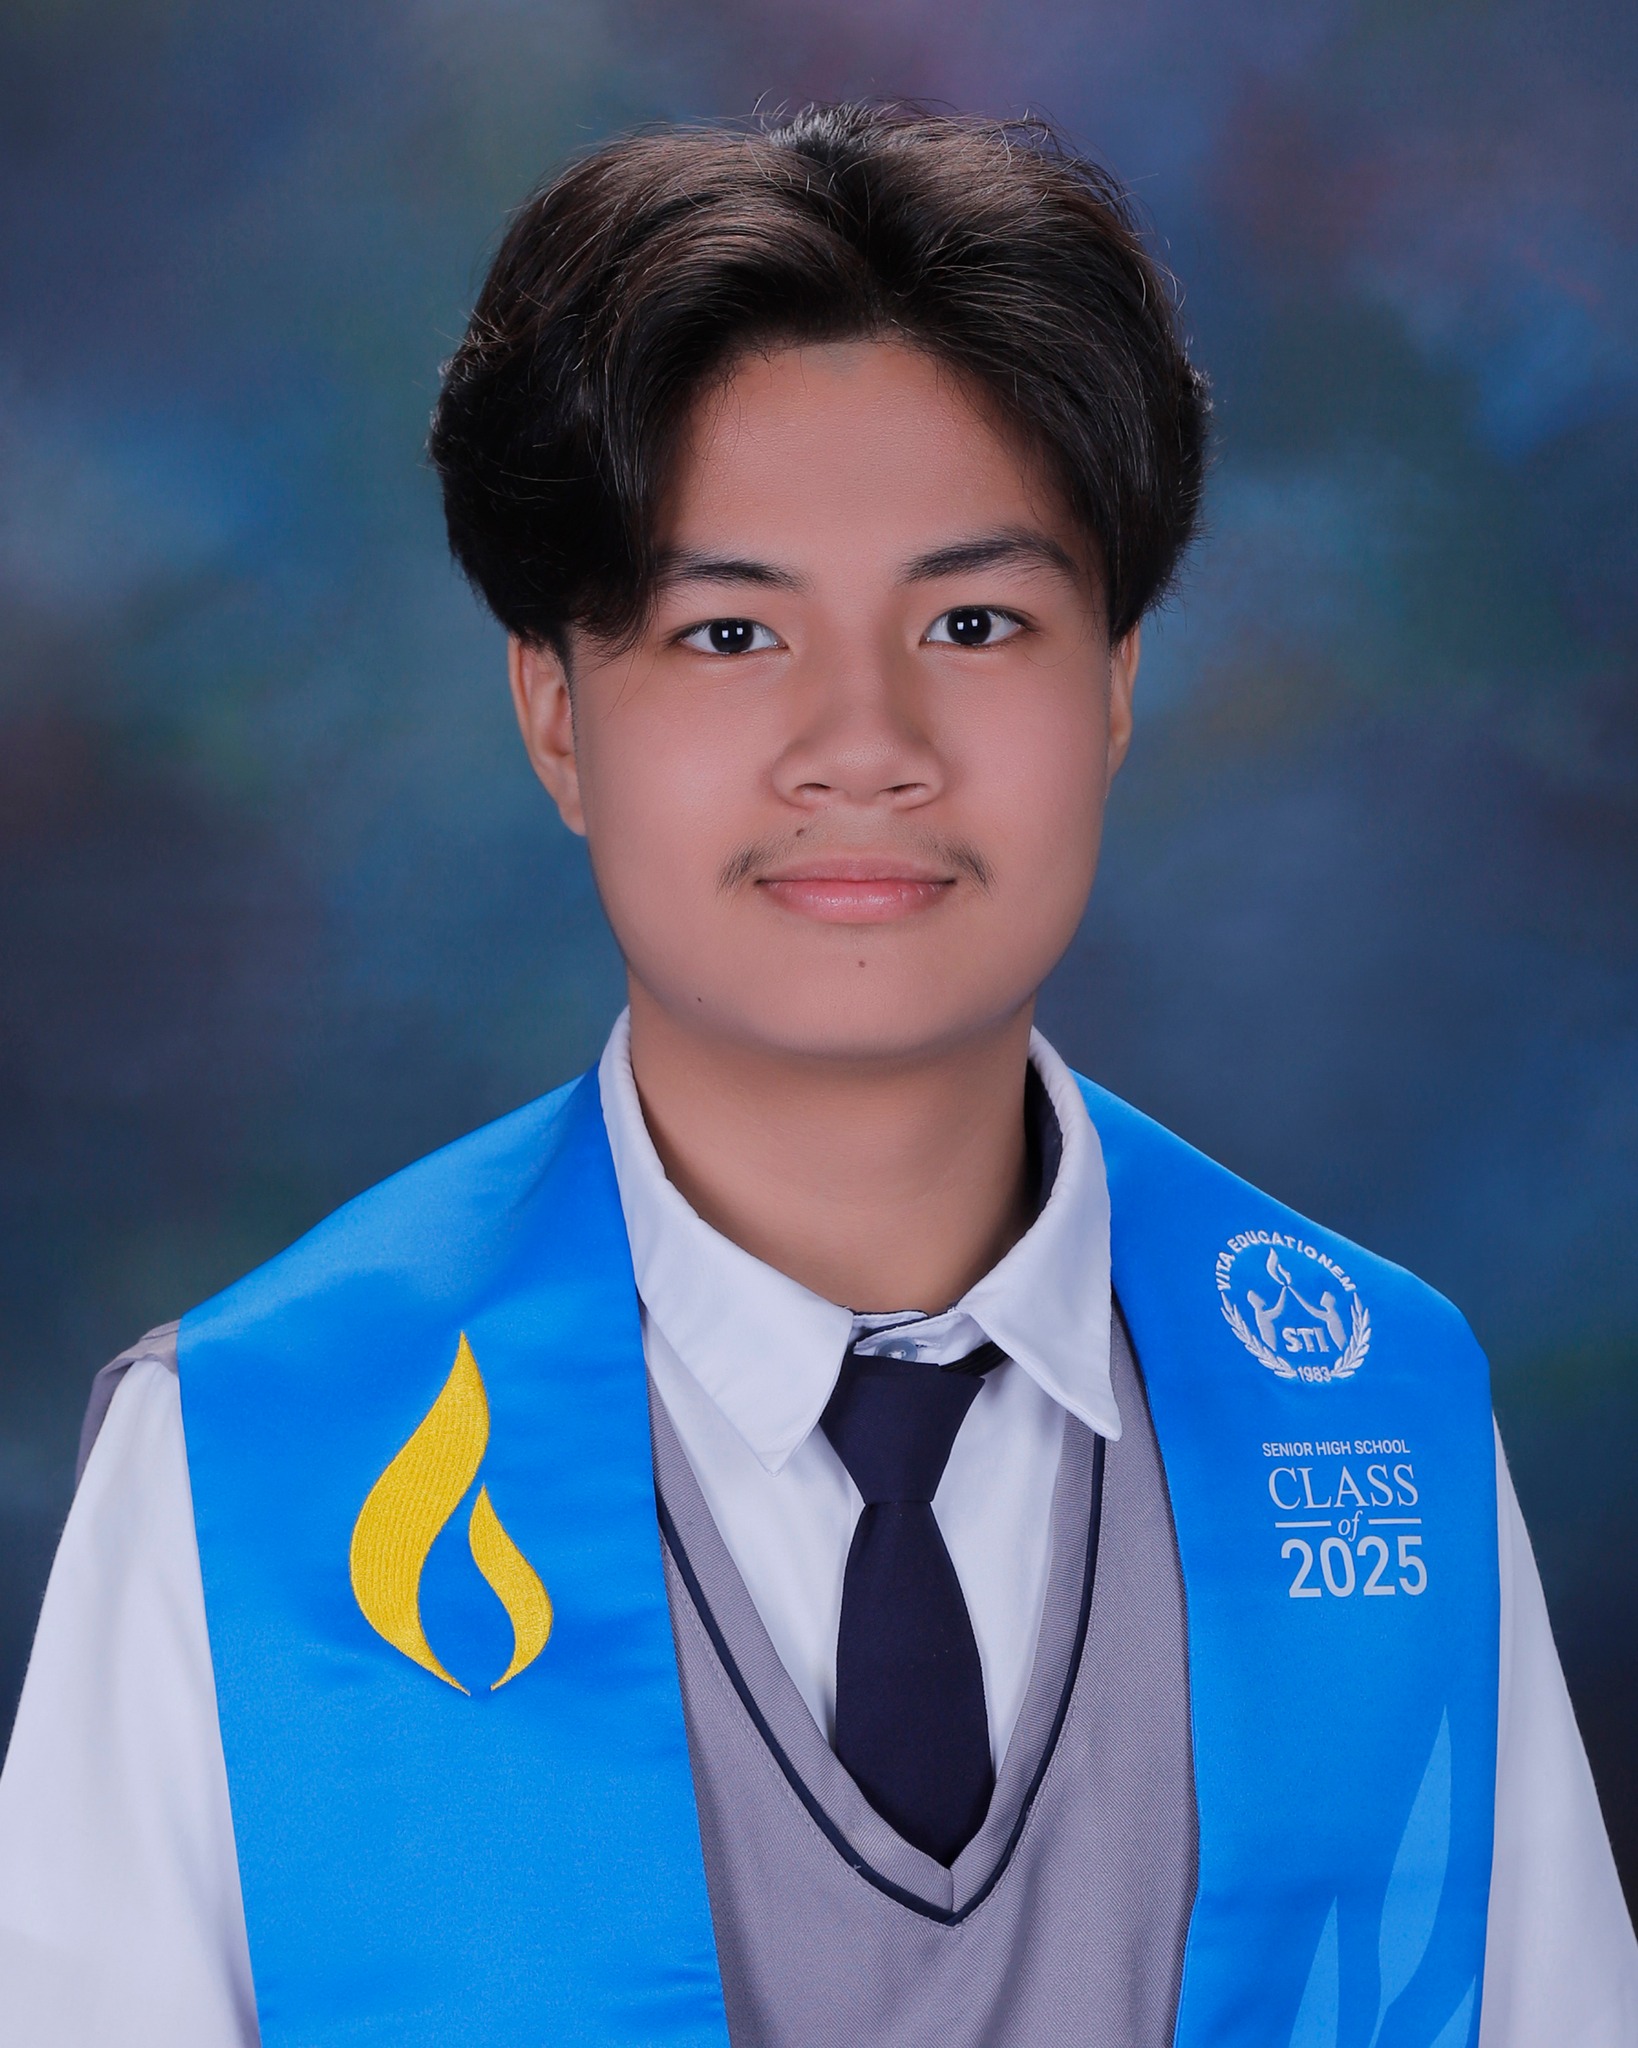 VITA EDUCATIONEM
STI
1983
SENIOR HIGH SCHOOL
CLASS
of
2025